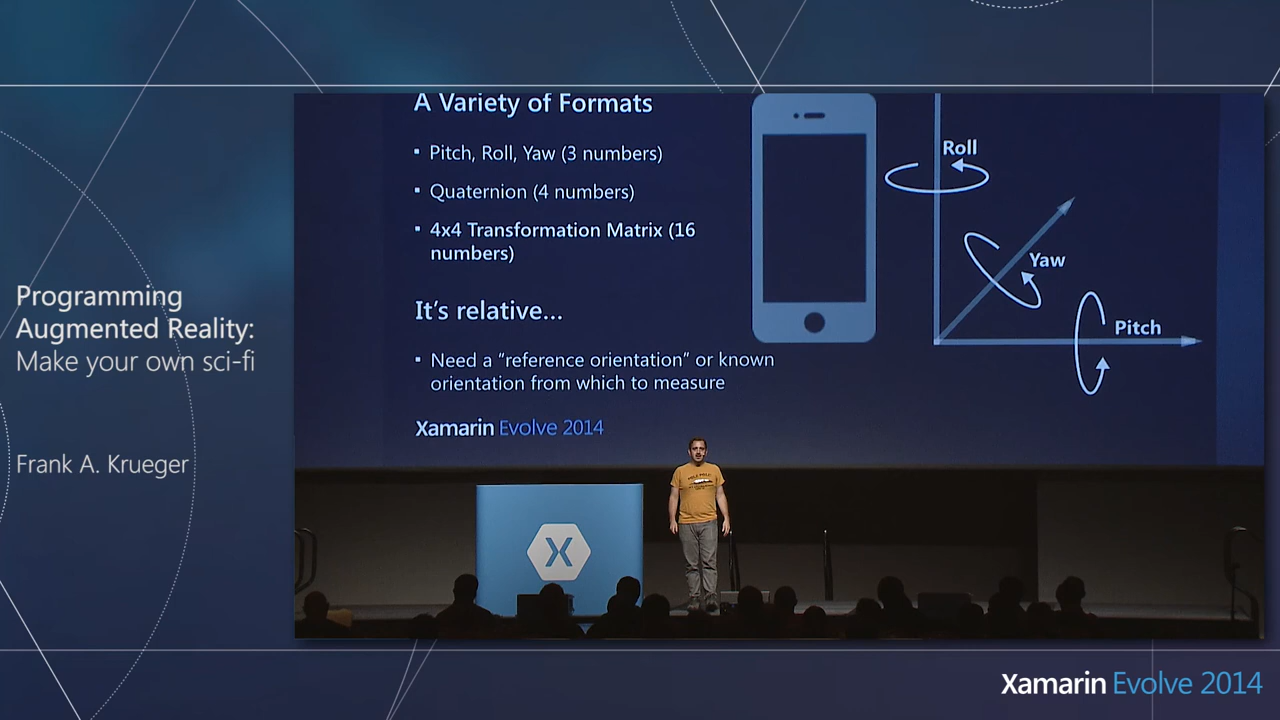 Programming
Augmented Reality:
Make your own sci-fi
Frank A. Krueger
A Variety of Formats
Pitch, Roll, Yaw (3 numbers)
Quaternion (4 numbers)
4x4 Transformation Matrix (16
numbers)
It's relative...
Need a “reference orientation” or known
orientation from which to measure
Xamarin Evolve 2014
Roll
Yaw
Pitch
Xamarin Evolve 2014